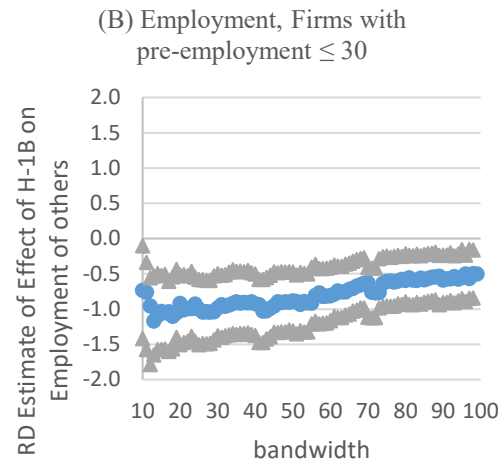 (B) Employment, Firms with
pre-employment ≤ 30
RD Estimate of Effect of H-1B on
Employment of others
2.0
1.5
1.0
0.5
0.0
-0.5
-1.0
-1.5
-2.0
10 20 30 40 50 60 70 80 90 100
bandwidth